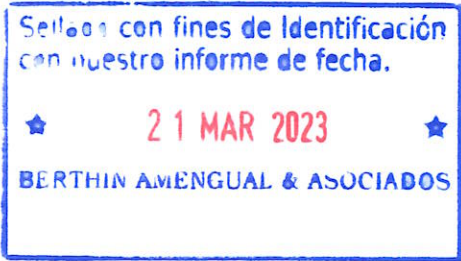 Sellado con fines de Identificación
con nuestro informe de fecha.
★ 21 MAR 2023 ★
BERTHIN AMENGUAL & ASOCIADOS